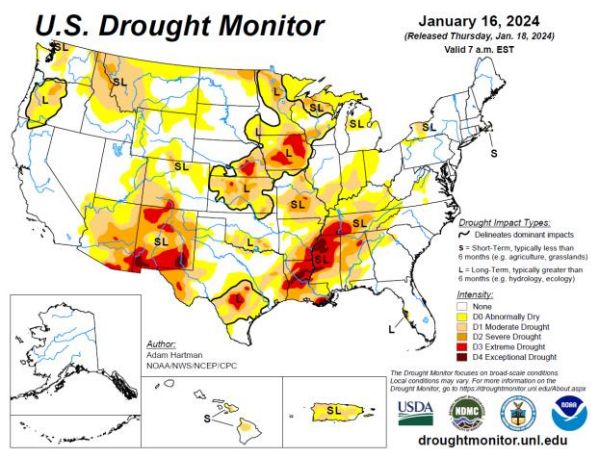 U.S. Drought Monitor
January 16, 2024
(Released Thursday, Jan. 18, 2024)
Valid 7 a.m. EST
SL
SL
L
L
SL
SL
SL
S
L
L
SL
L
SL
SL
SL
SL
SL
L
L
Drought Impact Types:
Delineates dominant impacts
S = Short-Term, typically less than
6 months (e.g. agriculture, grasslands)
L = Long-Term, typically greater than
6 months (e.g. hydrology, ecology)
Intensity:
None
D0 Abnormally Dry
D1 Moderate Drought
D2 Severe Drought
D3 Extreme Drought
D4 Exceptional Drought
Author:
Adam Hartman
NOAA/NWS/NCEP/CPC
The Drought Monitor focuses on broad-scale conditions.
Local conditions may vary. For more information on the
Drought Monitor, go to https://droughtmonitor.unl.edu/About.aspx
S
SL
USDA
NDMC
NOAA
droughtmonitor.unl.edu